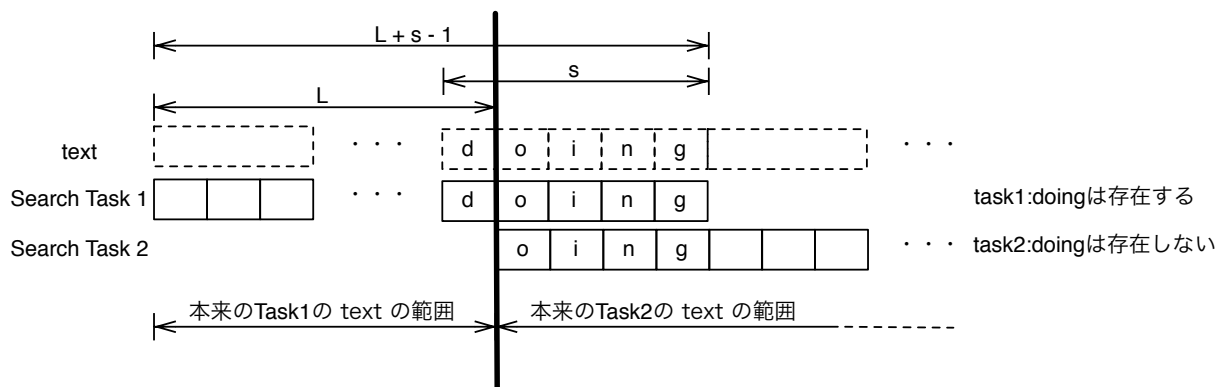 L + s - 1
s
L
text ・・・ d o i n g ・・・
Search Task 1 ・・・ d o i n g task1:doingは存在する
Search Task 2 o i n g ・・・ task2:doingは存在しない
本来のTask1の text の範囲 本来のTask2の text の範囲